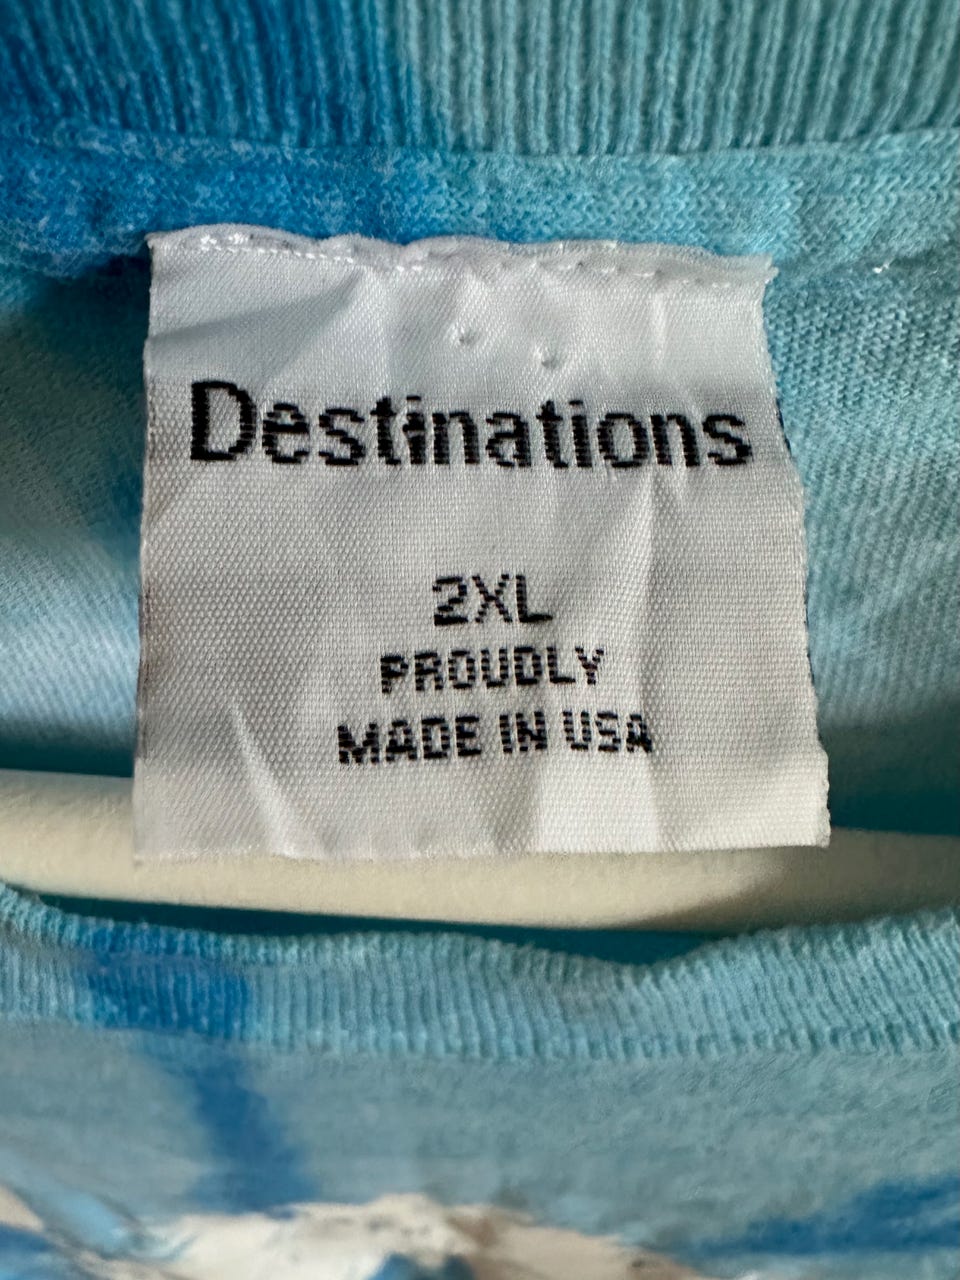 Destinations
2XL
PROUDLY
MADE IN USA